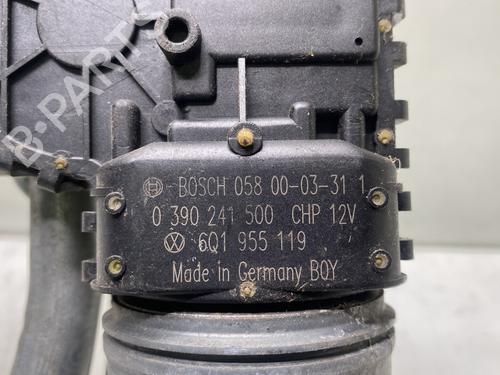 B-PARTS
BOSCH 058 00-03-31 1
0 390 241 500 CHP 12V
6Q1 955 119
Made in Germany BOY